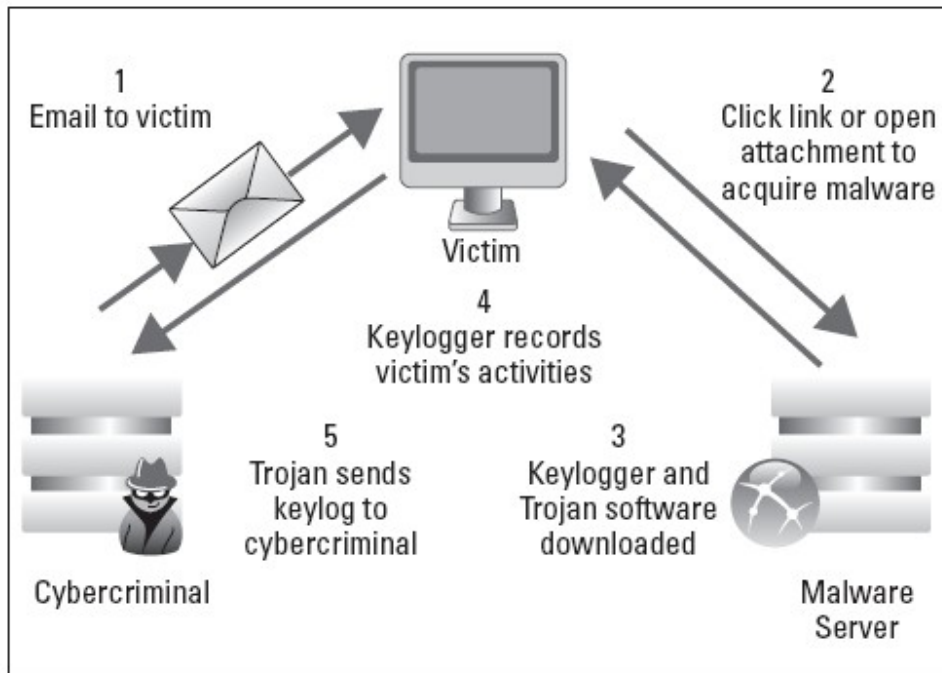 1
Email to victim
2
Click link or open
attachment to
acquire malware
Victim
4
Keylogger records
victim's activities
5
Trojan sends
keylog to
cybercriminal
3
Keylogger and
Trojan software
downloaded
Cybercriminal
Malware
Server